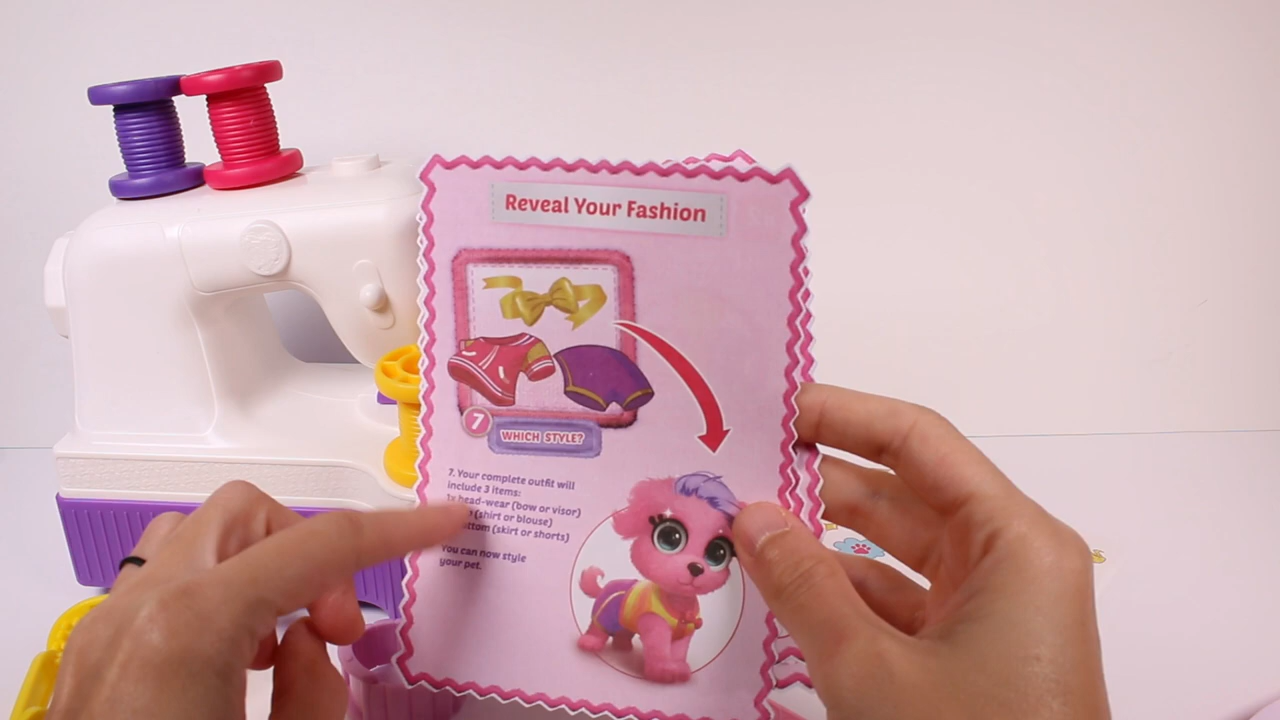 Reveal Your Fashion
7
WHICH STYLE?
7. Your complete outfit will
include 3 items:
1x head-wear (bow or visor)
(shirt or blouse)
(skirt or shorts)
You can now style
your pet.